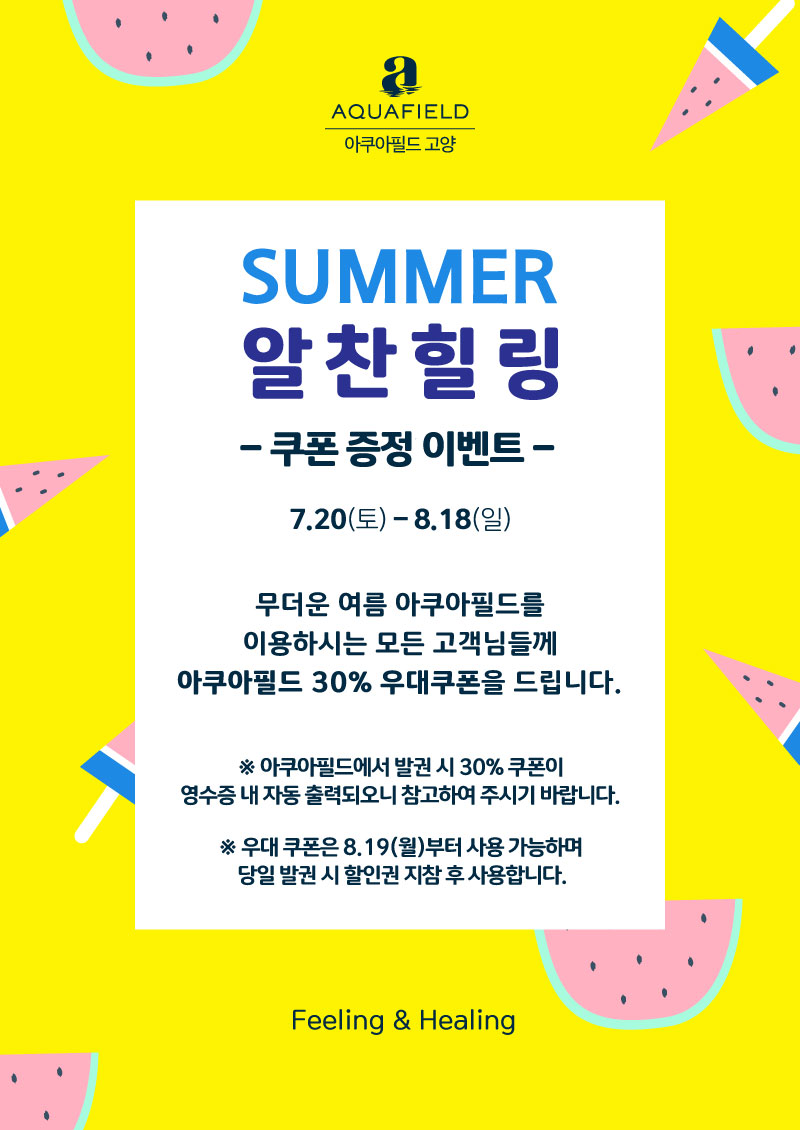 a
AQUAFIELD
아쿠아필드 고양
SUMMER
알찬힐링
- 쿠폰 증정 이벤트 -
7.20(토) - 8.18(일)
무더운 여름 아쿠아필드를
이용하시는 모든 고객님들께
아쿠아필드 30% 우대쿠폰을 드립니다.
※ 아쿠아필드에서 발권 시 30% 쿠폰이
영수증 내 자동 출력되오니 참고하여 주시기 바랍니다.
※ 우대 쿠폰은 8.19(월)부터 사용 가능하며
당일 발권 시 할인권 지참 후 사용합니다.
Feeling & Healing